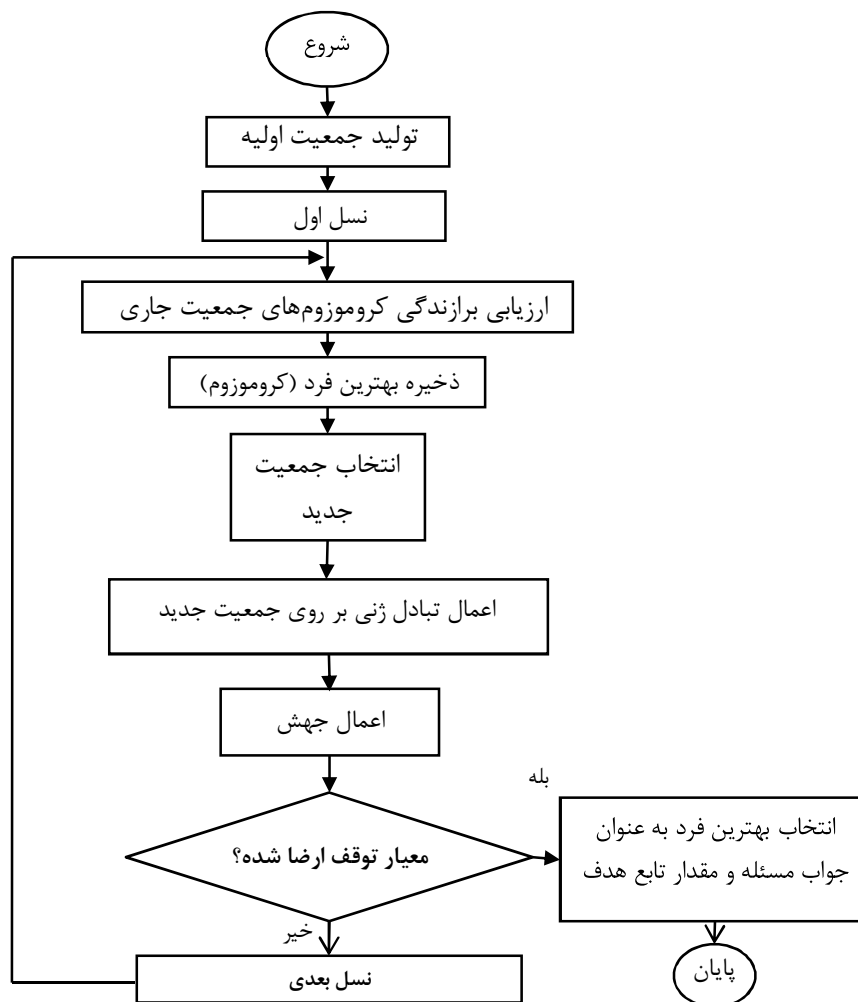 شروع
تولید جمعیت اولیه
نسل اول
ارزیابی برازندگی کروموزوم‌های جمعیت جاری
ذخیره بهترین فرد (کروموزوم)
انتخاب جمعیت
جدید
اعمال تبادل ژنی بر روی جمعیت جدید
اعمال جهش
معیار توقف ارضا شده؟
بله
انتخاب بهترین فرد به عنوان
جواب مسئله و مقدار تابع هدف
خیر
نسل بعدی
پایان